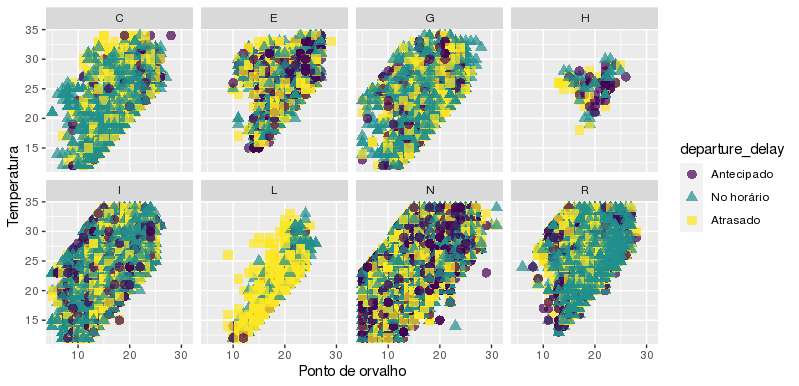 C E G H
35
30
25
20
15
I L N R
35
30
25
20
15
10 20 30 10 20 30 10 20 30 10 20 30
Ponto de orvalho
Temperatura
departure_delay
Antecipado
No horário
Atrasado